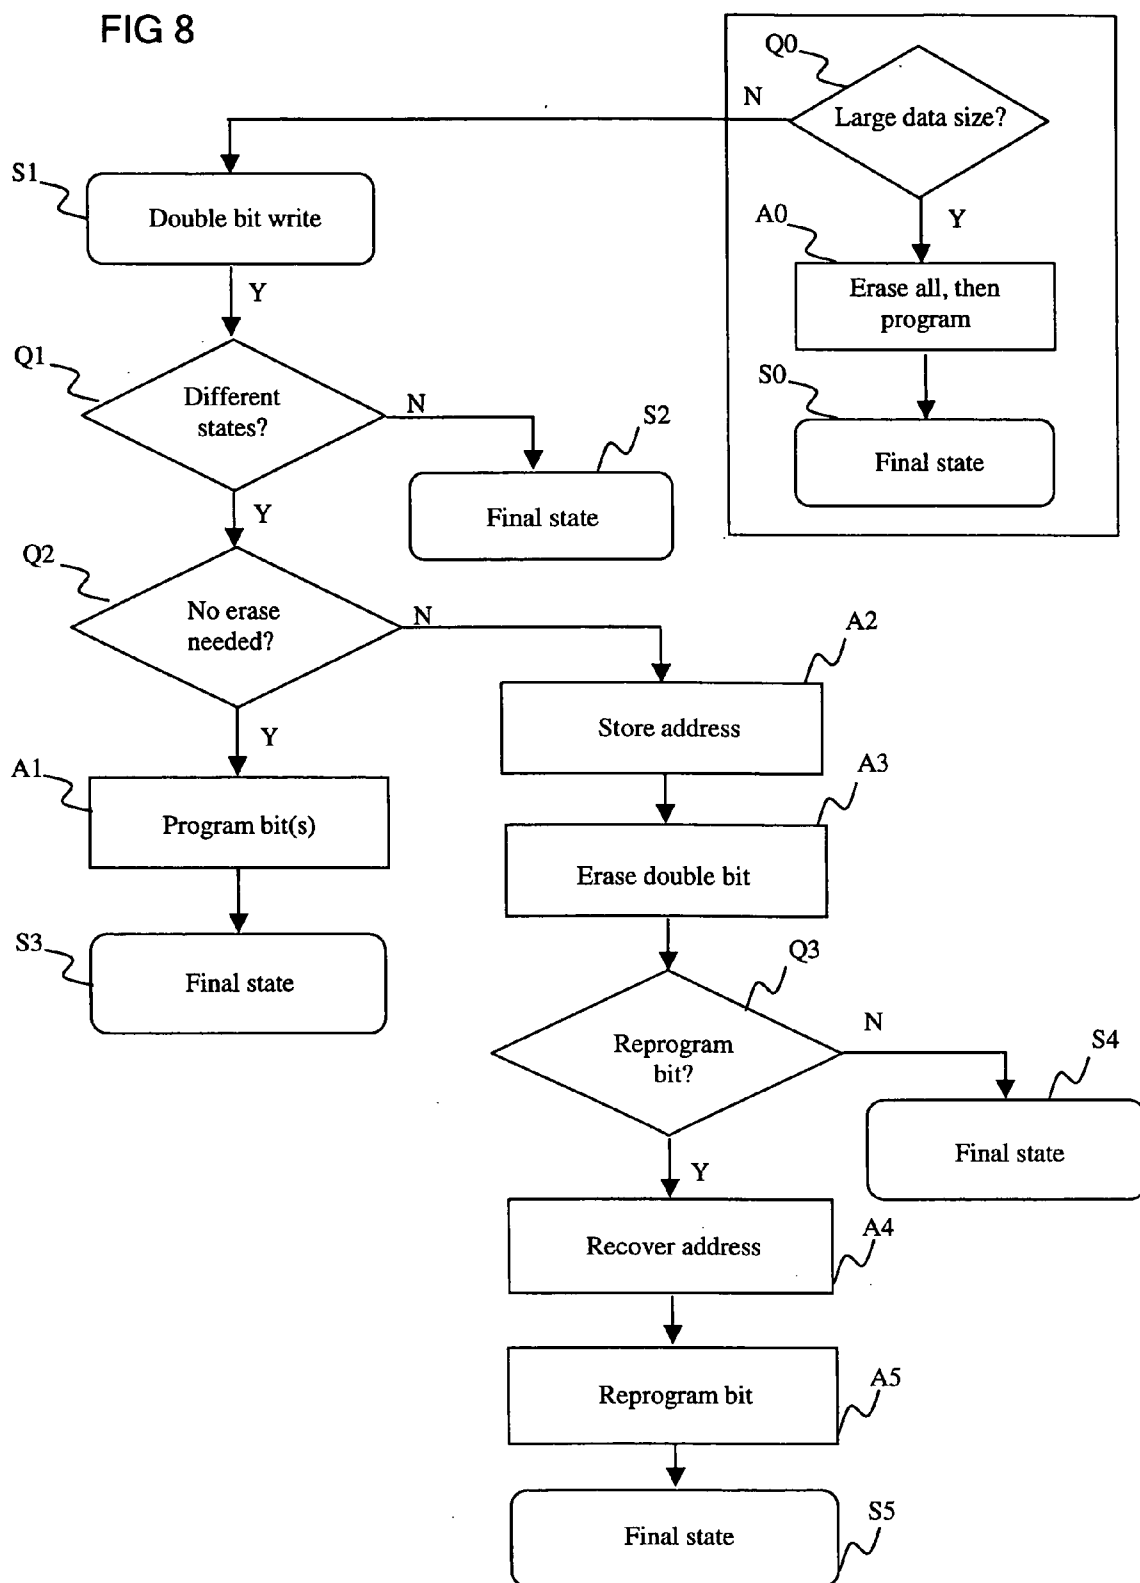 FIG 8
Q0
N
Large data size?
S1
Double bit write
A0
Y
Erase all, then
program
Y
Q1
Different
states?
N
S0
S2
Final state
Final state
Y
Q2
No erase
needed?
N
A2
Store address
Y
A1
Program bit(s)
A3
Erase double bit
S3
Final state
Q3
Reprogram
bit?
N
S4
Final state
Y
Recover address
A4
Reprogram bit
A5
Final state
S5